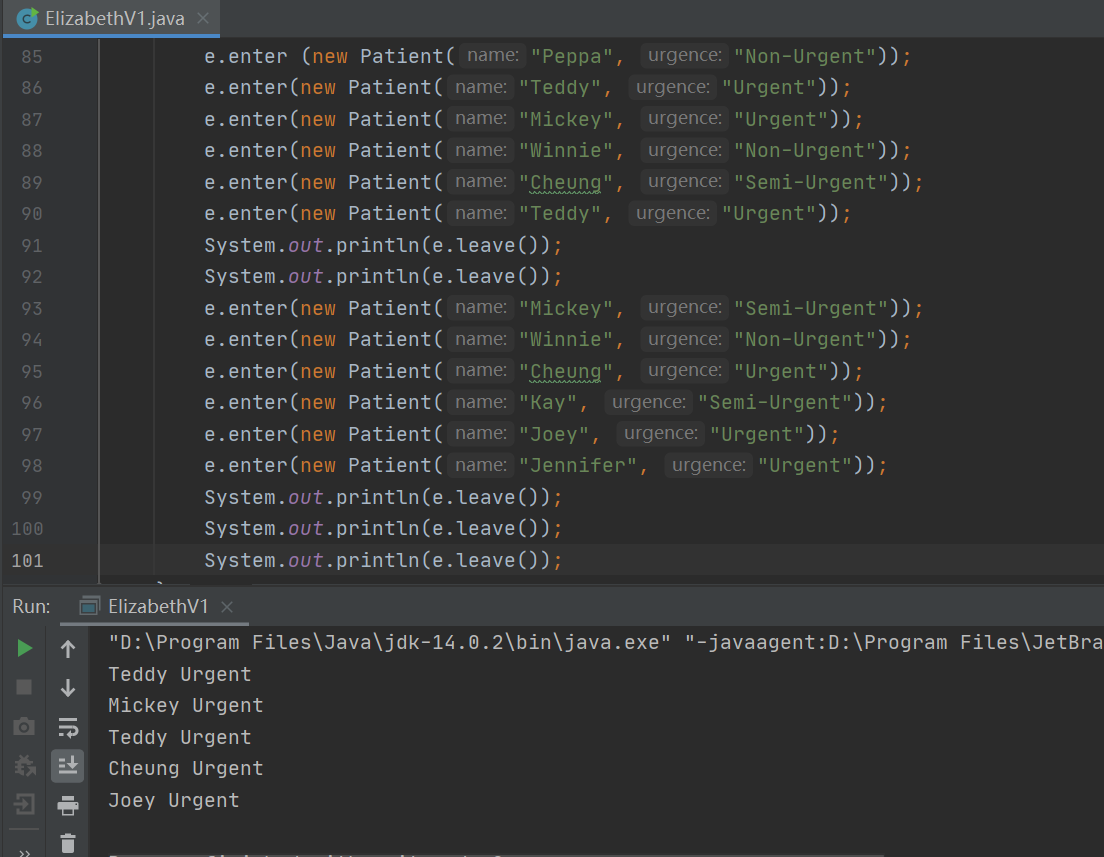 ElizabethV1.java
85 e.enter (new Patient( name: "Peppa", urgence: "Non-Urgent"));
86 e.enter(new Patient( name: "Teddy", urgence: "Urgent"));
87 e.enter(new Patient( name: "Mickey", urgence: "Urgent"));
88 e.enter(new Patient( name: "Winnie", urgence: "Non-Urgent"));
89 e.enter(new Patient( name: "Cheung", urgence: "Semi-Urgent"));
90 e.enter(new Patient( name: "Teddy", urgence: "Urgent"));
91 System.out.println(e.leave());
92 System.out.println(e.leave());
93 e.enter(new Patient( name: "Mickey", urgence: "Semi-Urgent"));
94 e.enter(new Patient( name: "Winnie", urgence: "Non-Urgent"));
95 e.enter(new Patient( name: "Cheung", urgence: "Urgent"));
96 e.enter(new Patient( name: "Kay", urgence: "Semi-Urgent"));
97 e.enter(new Patient( name: "Joey", urgence: "Urgent"));
98 e.enter(new Patient( name: "Jennifer", urgence: "Urgent"));
99 System.out.println(e.leave());
100 System.out.println(e.leave());
101 System.out.println(e.leave());
Run: ElizabethV1
"D:\Program Files\Java\jdk-14.0.2\bin\java.exe" "-javaagent:D:\Program Files\JetBra
Teddy Urgent
Mickey Urgent
Teddy Urgent
Cheung Urgent
Joey Urgent